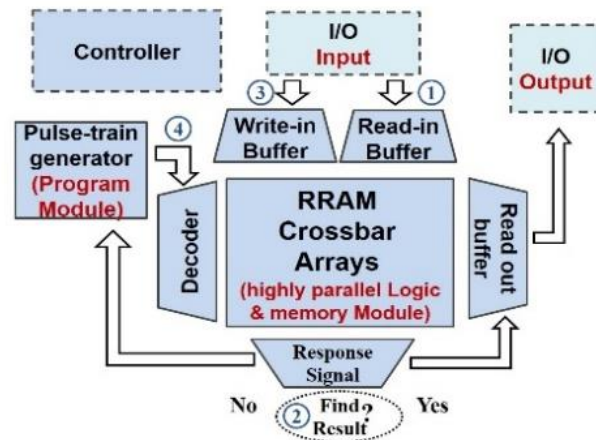 Controller
I/O
Input
I/O
Output
③
①
Write-in
Buffer
Read-in
Buffer
Pulse-train
generator
(Program
Module)
④
Decoder
RRAM
Crossbar
Arrays
(highly parallel Logic
& memory Module)
Read out
buffer
Response
Signal
No
② Find
Result?
Yes